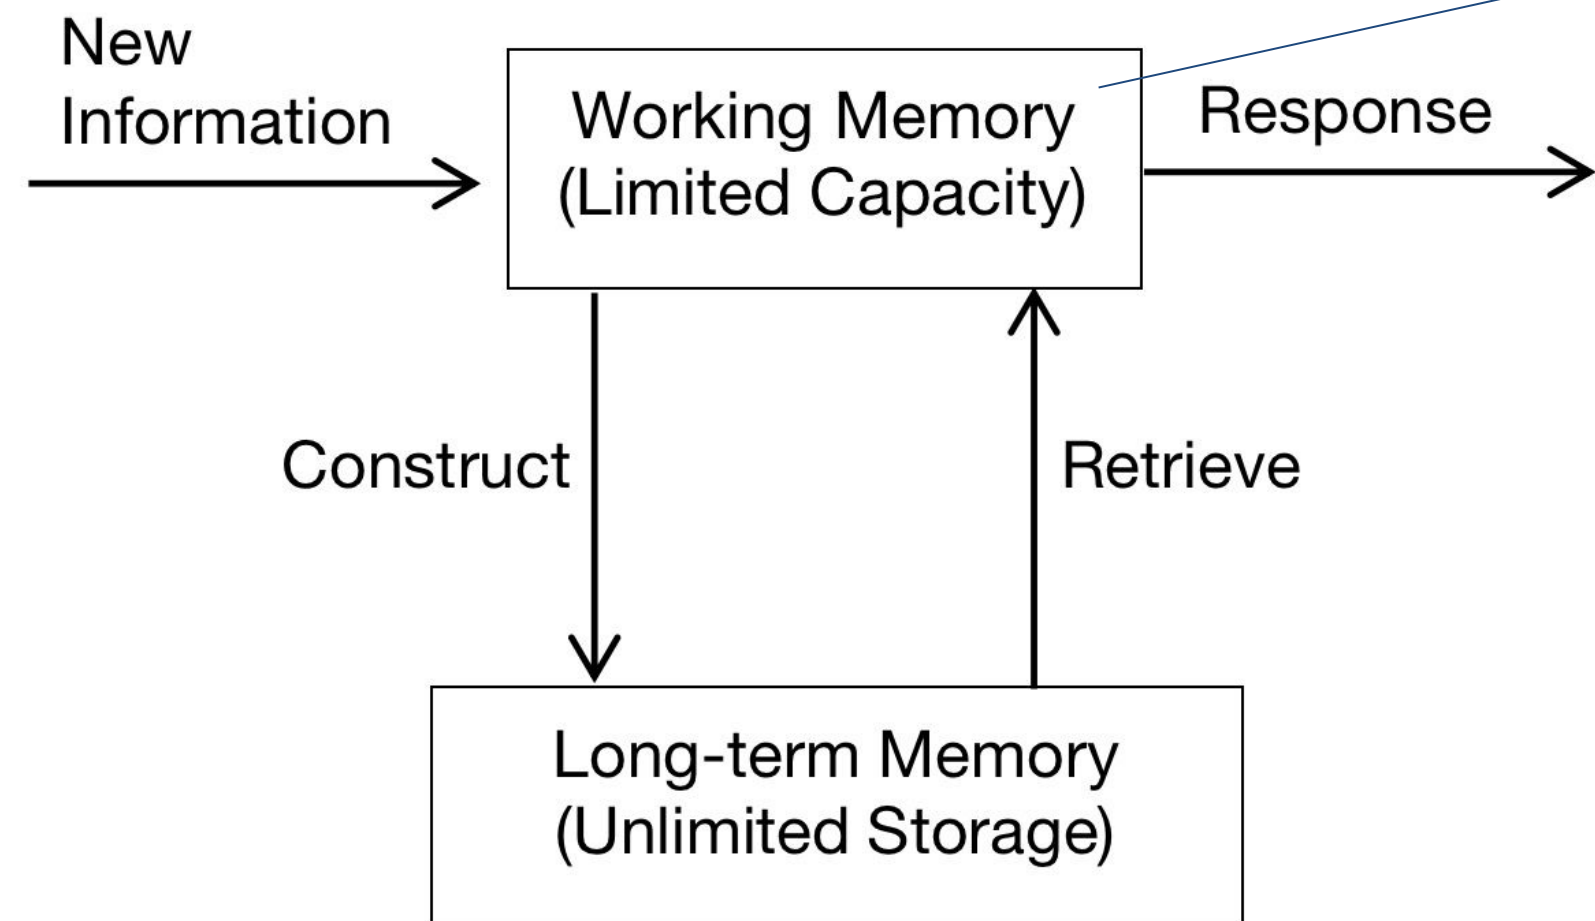 New
Information
Working Memory
(Limited Capacity)
Response
Construct
Retrieve
Long-term Memory
(Unlimited Storage)